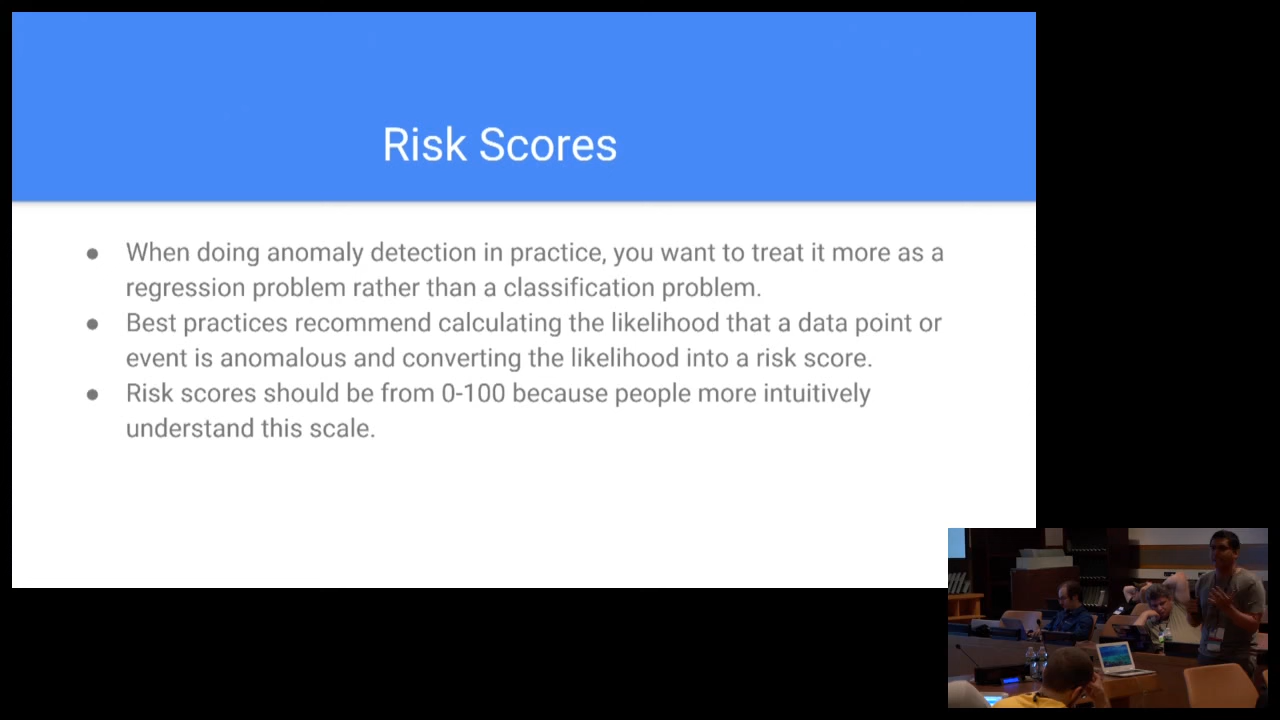 Risk Scores
● When doing anomaly detection in practice, you want to treat it more as a
regression problem rather than a classification problem.
● Best practices recommend calculating the likelihood that a data point or
event is anomalous and converting the likelihood into a risk score.
● Risk scores should be from 0-100 because people more intuitively
understand this scale.